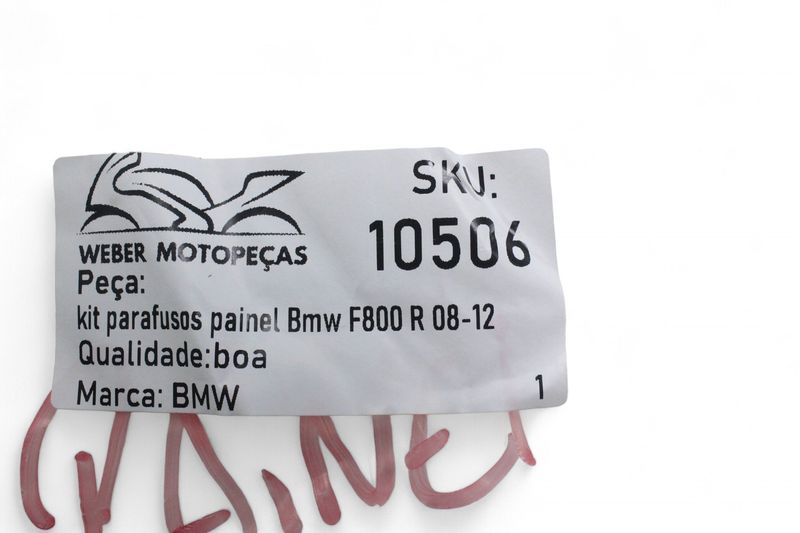 SKU:
10506
WEBER MOTOPEÇAS
Peça:
kit parafusos painel Bmw F800 R 08-12
Qualidade:boa
Marca: BMW
1